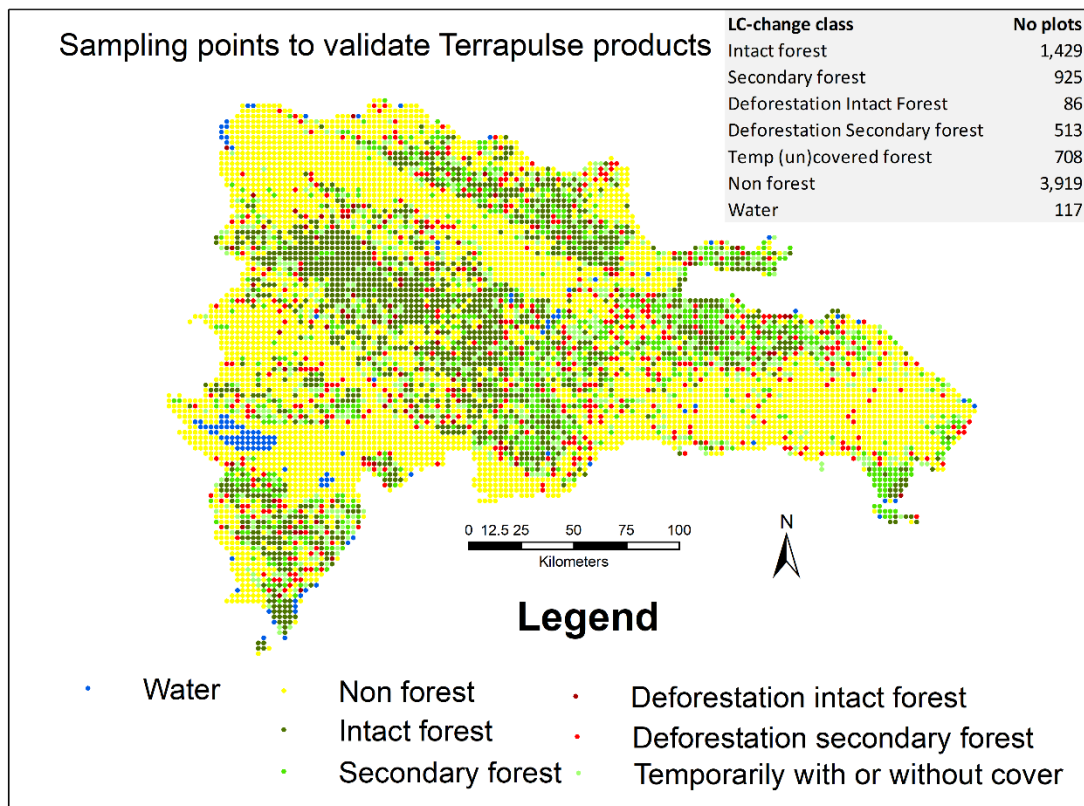 Sampling points to validate Terrapulse products
LC-change class No plots
Intact forest 1,429
Secondary forest 925
Deforestation Intact Forest 86
Deforestation Secondary forest 513
Temp (un)covered forest 708
Non forest 3,919
Water 117
0 12.5 25 50 75 100
Kilometers
N
Legend
Water
Non forest
Intact forest
Secondary forest
Deforestation intact forest
Deforestation secondary forest
Temporarily with or without cover